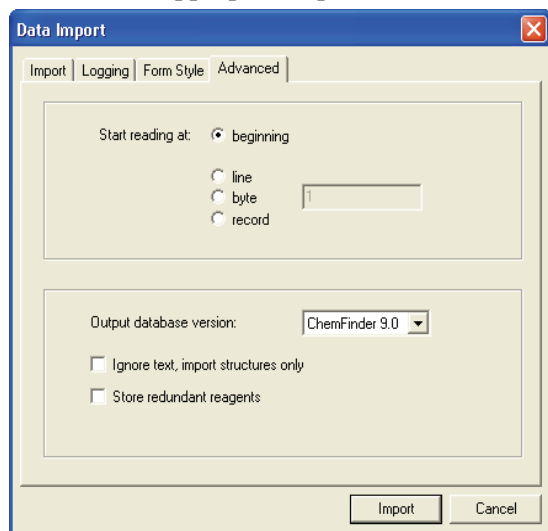 Data Import
Import Logging Form Style Advanced
Start reading at: beginning
line
byte 1
record
Output database version: ChemFinder 9.0
Ignore text, import structures only
Store redundant reagents
Import Cancel